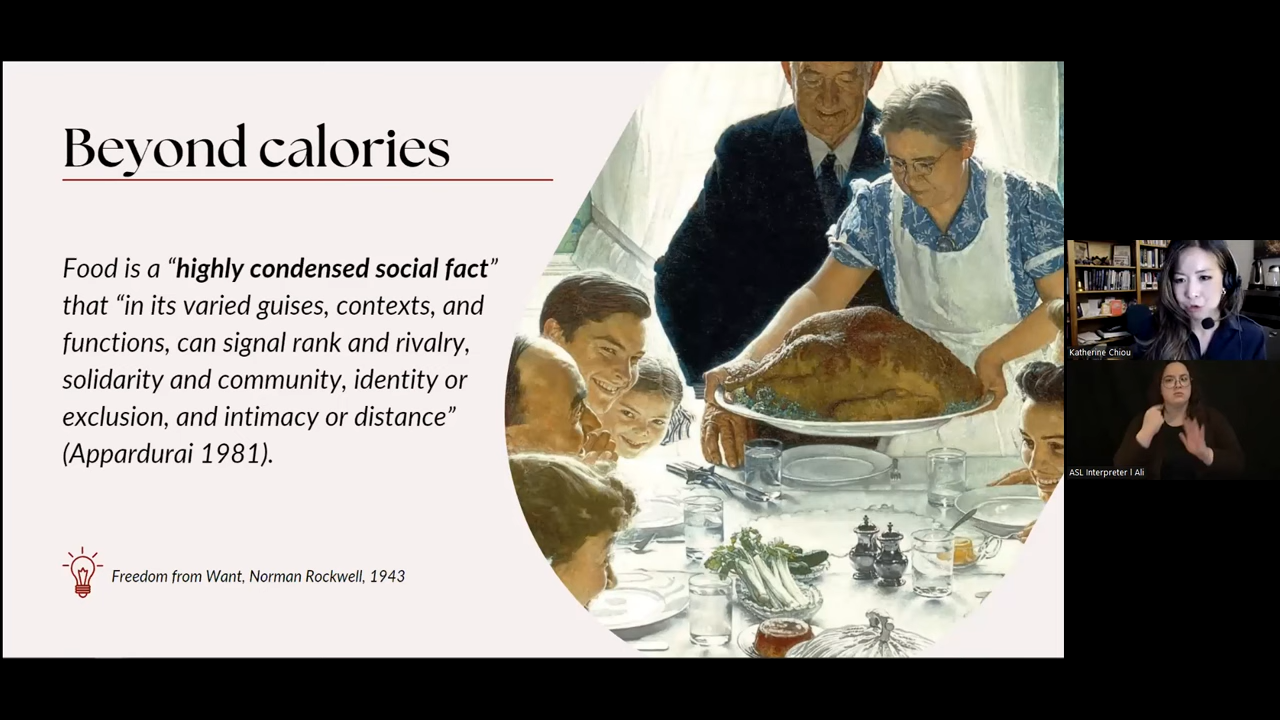 Beyond calories
Food is a “highly condensed social fact”
that “in its varied guises, contexts, and
functions, can signal rank and rivalry,
solidarity and community, identity or
exclusion, and intimacy or distance”
(Appardurai 1981).
Freedom from Want, Norman Rockwell, 1943
Katherine Chiou
ASL Interpreter l Ali